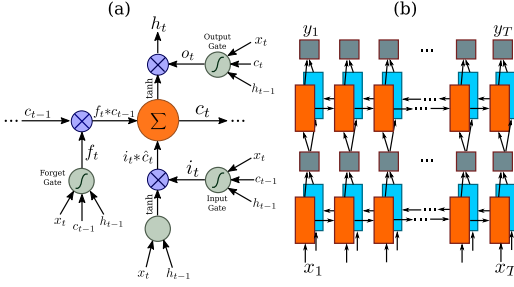 (a)
(b)
h_t
y_1
y_T
Output
Gate
x_t
c_t
h_{t-1}
o_t
tanh
... c_{t-1}
f_t*c_{t-1}
Σ
c_t ...
...
f_t
i_t*ĉ_t
Forget
Gate
∫
x_t
c_{t-1}
h_{t-1}
i_t
∫
x_t
c_{t-1}
h_{t-1}
Input
Gate
tanh
x_t
h_{t-1}
x_1
x_T